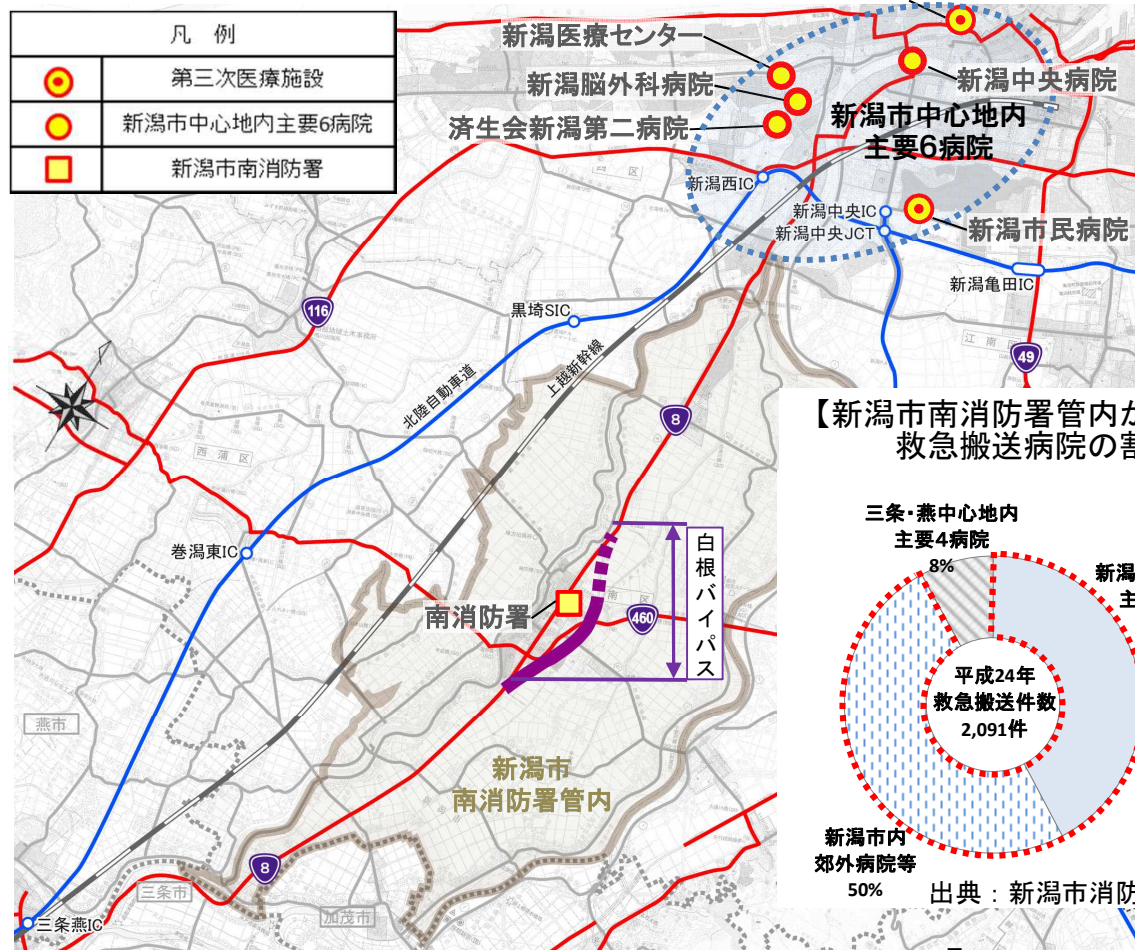 凡 例
第三次医療施設
新潟市中心地内主要6病院
新潟市南消防署
新潟医療センター
新潟脳外科病院
済生会新潟第二病院
新潟中央病院
新潟市中心地内
主要6病院
新潟西IC
新潟中央IC
新潟中央JCT
新潟市民病院
新潟亀田IC
黒埼SIC
116
49
江南区
西区
北陸自動車道
上越新幹線
8
西蒲区
巻潟東IC
南消防署
南区
460
白根バイパス
燕市
新潟市
南消防署管内
8
三条市
加茂市
三条燕IC
【新潟市南消防署管内か
救急搬送病院の害
三条・燕中心地内
主要4病院
8%
新潟
主
平成24年
救急搬送件数
2,091件
新潟市内
郊外病院等
50%
出典:新潟市消防